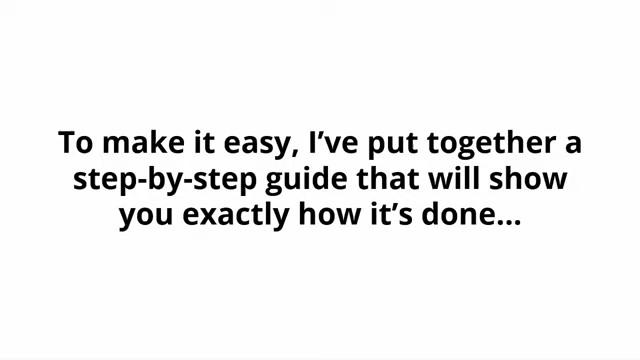 To make it easy, I’ve put together a
step-by-step guide that will show
you exactly how it’s done...